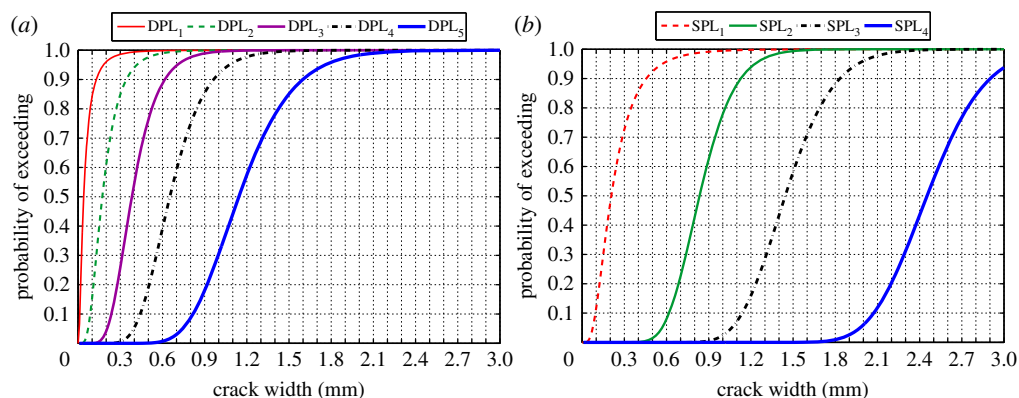 (a)
DPL1 DPL2 DPL3 DPL4 DPL5
probability of exceeding
1.0
0.9
0.8
0.7
0.6
0.5
0.4
0.3
0.2
0.1
0 0.3 0.6 0.9 1.2 1.5 1.8 2.1 2.4 2.7 3.0
crack width (mm)
(b)
SPL1 SPL2 SPL3 SPL4
probability of exceeding
1.0
0.9
0.8
0.7
0.6
0.5
0.4
0.3
0.2
0.1
0 0.3 0.6 0.9 1.2 1.5 1.8 2.1 2.4 2.7 3.0
crack width (mm)